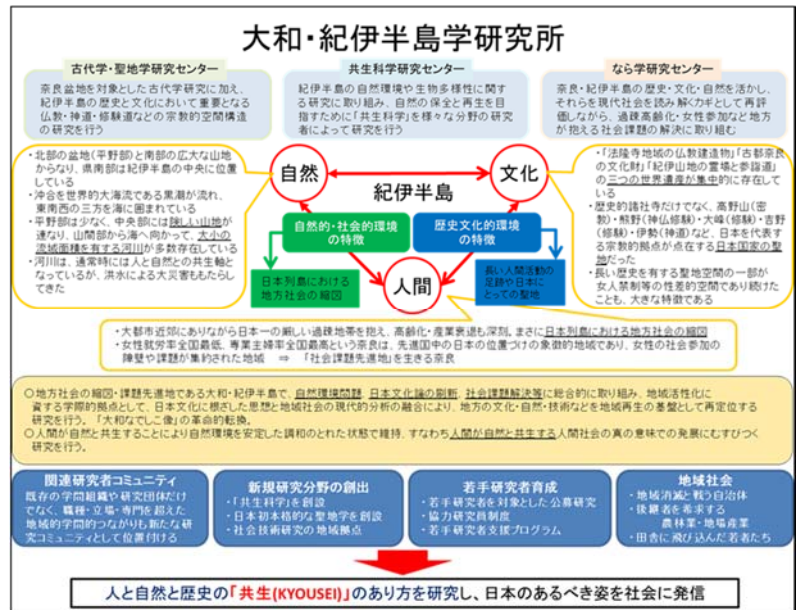 大和・紀伊半島学研究所
古代学・聖地学研究センター
奈良盆地を対象とした古代学研究に加え、
紀伊半島の歴史と文化において重要となる
仏教・神道・修験道などの宗教的空間構造
の研究を行う
共生科学研究センター
紀伊半島の自然環境や生物多様性に関す
る研究に取り組み、自然の保全と再生を目
指すために「共生科学」を様々な分野の研究
者によって研究を行う
なら学研究センター
奈良・紀伊半島の歴史・文化・自然を活かし、
それらを現代社会を読み解くカギとして再評
価しながら、過疎高齢化・女性参加など地方
が抱える社会課題の解決に取り組む
・北部の盆地(平野部)と南部の広大な山地
からなり、県南部は紀伊半島の中央に位置
している
・沖合を世界的大海流である黒潮が流れ、
東南西の三方を海に囲まれている
・平野部は少なく、中央部には険しい山地が
連なり、山間部から海へ向かって、大小の
流域面積を有する河川が多数存在している
・河川は、通常時には人と自然との共生軸と
なっているが、洪水による大災害ももたらし
てきた
自然
文化
紀伊半島
自然的・社会的環境
の特徴
歴史文化的環境
の特徴
日本列島における
地方社会の縮図
長い人間活動の
足跡や日本に
とっての聖地
人間
・「法隆寺地域の仏教建造物」「古都奈良
の文化財」「紀伊山地の霊場と参詣道」
の三つの世界遺産が集中的に存在してい
る
・歴史的諸社寺だけでなく、高野山(密
教)・熊野(神仏修験)・大峰(修験)・吉野
(修験)・伊勢(神道)など、日本を代表す
る宗教的拠点が点在する日本国家の聖
地だった
・長い歴史を有する聖地空間の一部が
女人禁制等の性差的空間であり続けた
ことも、大きな特徴である
・大都市近郊にありながら日本一の厳しい過疎地帯を抱え、高齢化・産業衰退も深刻。まさに日本列島における地方社会の縮図
・女性就労率全国最低、専業主婦率全国最高という奈良は、先進国中の日本の位置づけの象徴的地域であり、女性の社会参加の
障壁や課題が集約された地域 ⇒ 「社会課題先進地」を生きる奈良
○地方社会の縮図・課題先進地である大和・紀伊半島で、自然環境問題、日本文化論の刷新、社会課題解決等に総合的に取り組み、地域活性化に
資する学際的拠点として、日本文化に根ざした思想と地域社会の現代的分析の融合により、地方の文化・自然・技術などを地域再生の基盤として再定位する
研究を行う。「大和なでしこ像」の革命的転換。
○人間が自然と共生することにより自然環境を安定した調和のとれた状態で維持、すなわち人間が自然と共生する人間社会の真の意味での発展にむすびつく
研究を行う。
関連研究者コミュニティ
既存の学問組織や研究団体だけ
でなく、職種・立場・専門を超えた
地域的学問的つながりも新たな研
究コミュニティとして位置付ける
新規研究分野の創出
・「共生科学」を創設
・日本初本格的な聖地学を創設
・社会技術研究の地域拠点
若手研究者育成
・若手研究者を対象とした公募研究
・協力研究員制度
・若手研究者支援プログラム
地域社会
・地域消滅と戦う自治体
・後継者を希求する
農林業・地場産業
・田舎に飛び込んだ若者たち
人と自然と歴史の「共生(KYOUSEI)」のあり方を研究し、日本のあるべき姿を社会に発信